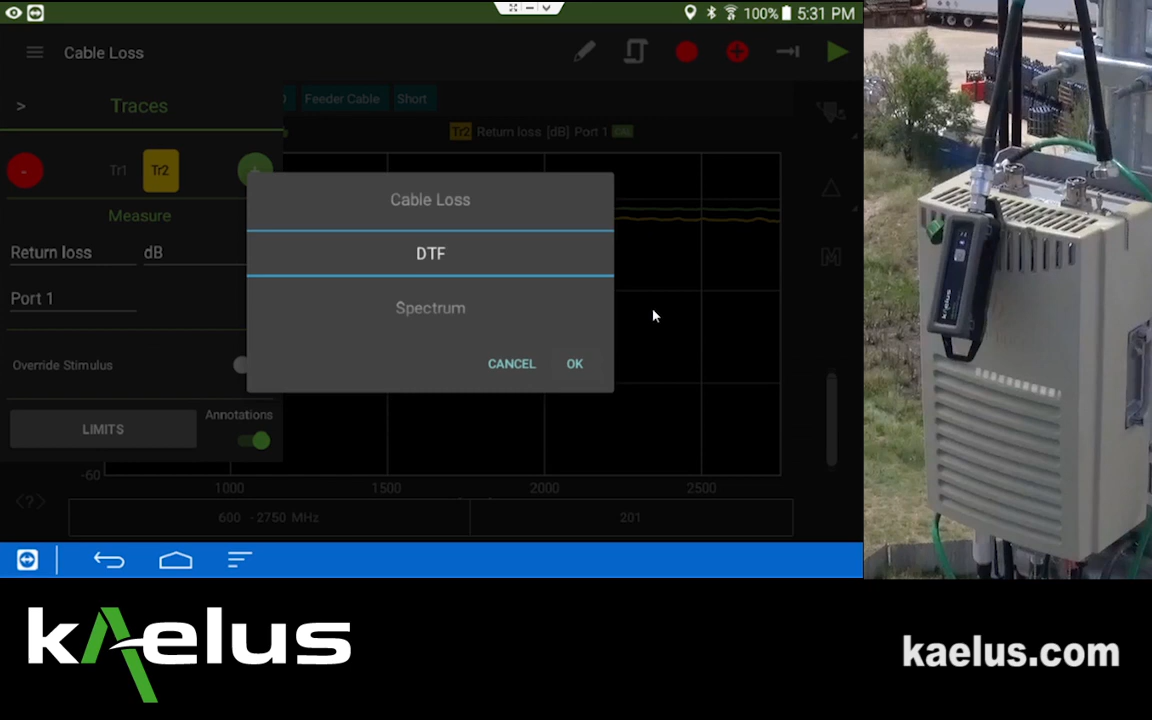 100% 5:31 PM
Cable Loss
Feeder Cable Short
> Traces
Tr2 Return loss [dB] Port 1 CAL
- Tr1 Tr2 +
Measure
Return loss dB
Port 1
Override Stimulus
LIMITS
Annotations
Cable Loss
DTF
Spectrum
CANCEL OK
M
-60
1000 1500 2000 2500
<?>
600 - 2750 MHz 201
kaelus
kaelus
kaelus.com